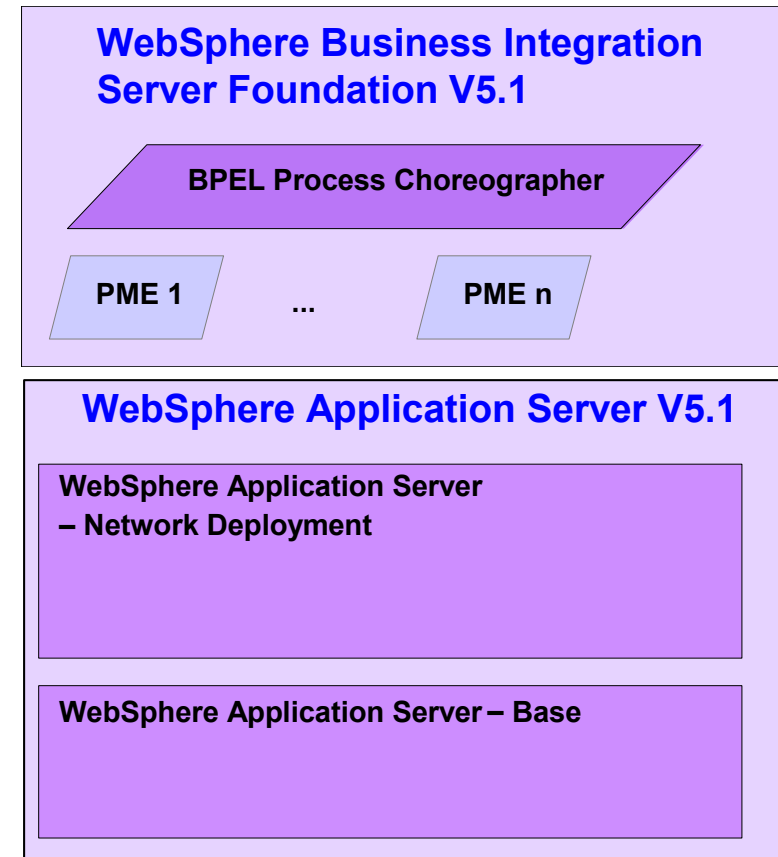 WebSphere Business Integration
Server Foundation V5.1
BPEL Process Choreographer
PME 1 ... PME n
WebSphere Application Server V5.1
WebSphere Application Server
– Network Deployment
WebSphere Application Server – Base